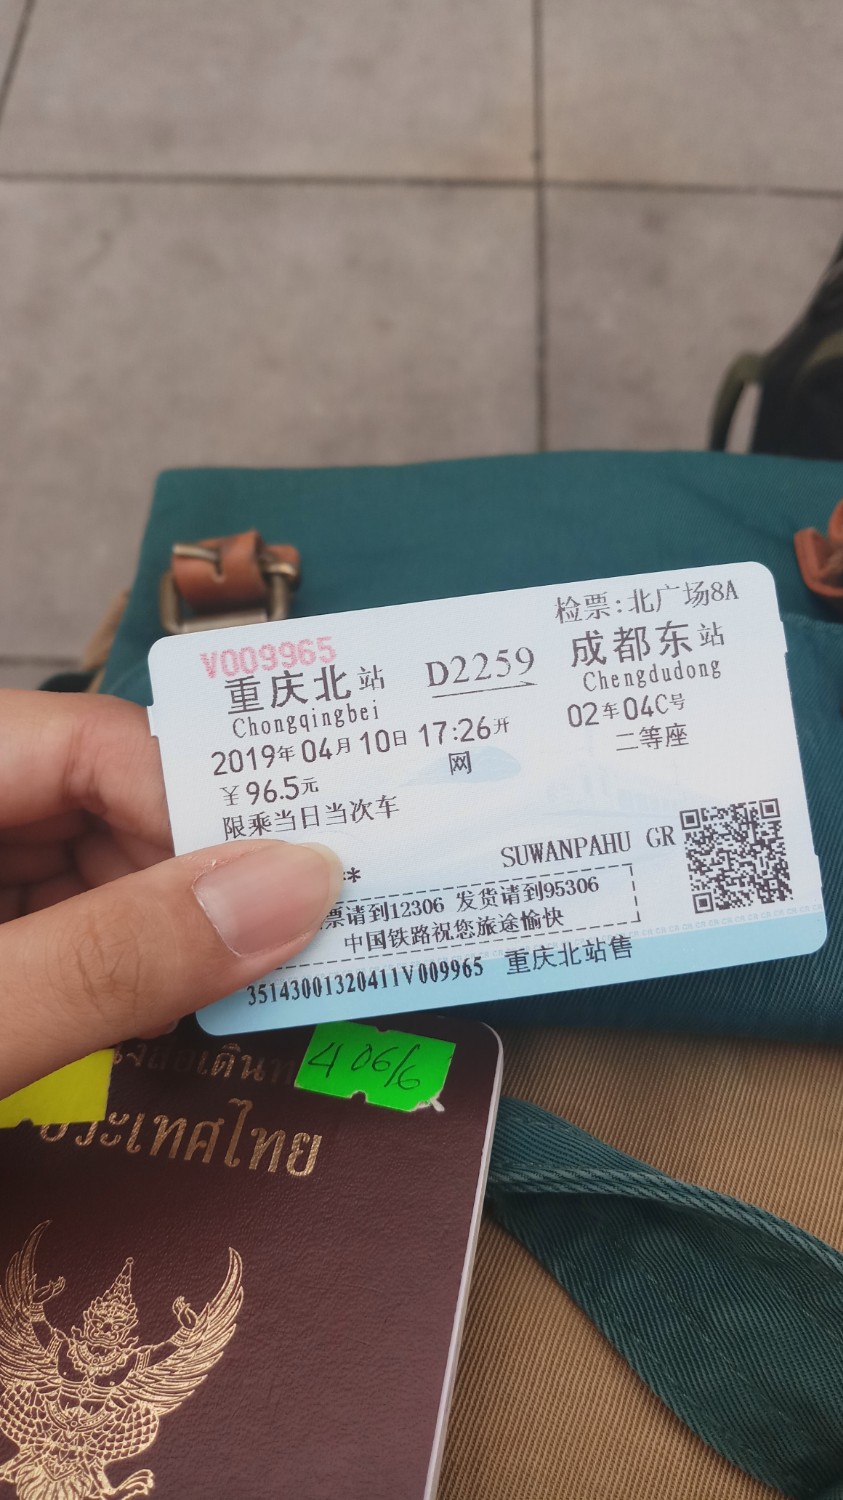 检票:北广场8A
V009965
重庆北站 D2259 成都东站
Chongqingbei Chengdudong
2019年04月10日 17:26开 02车04C号
¥96.5元 网 二等座
限乘当日当次车
SUWANPAHU GR
票请到12306 发货请到95306
中国铁路祝您旅途愉快
35143001320411V009965 重庆北站售
4 06/6
ประเทศไทย